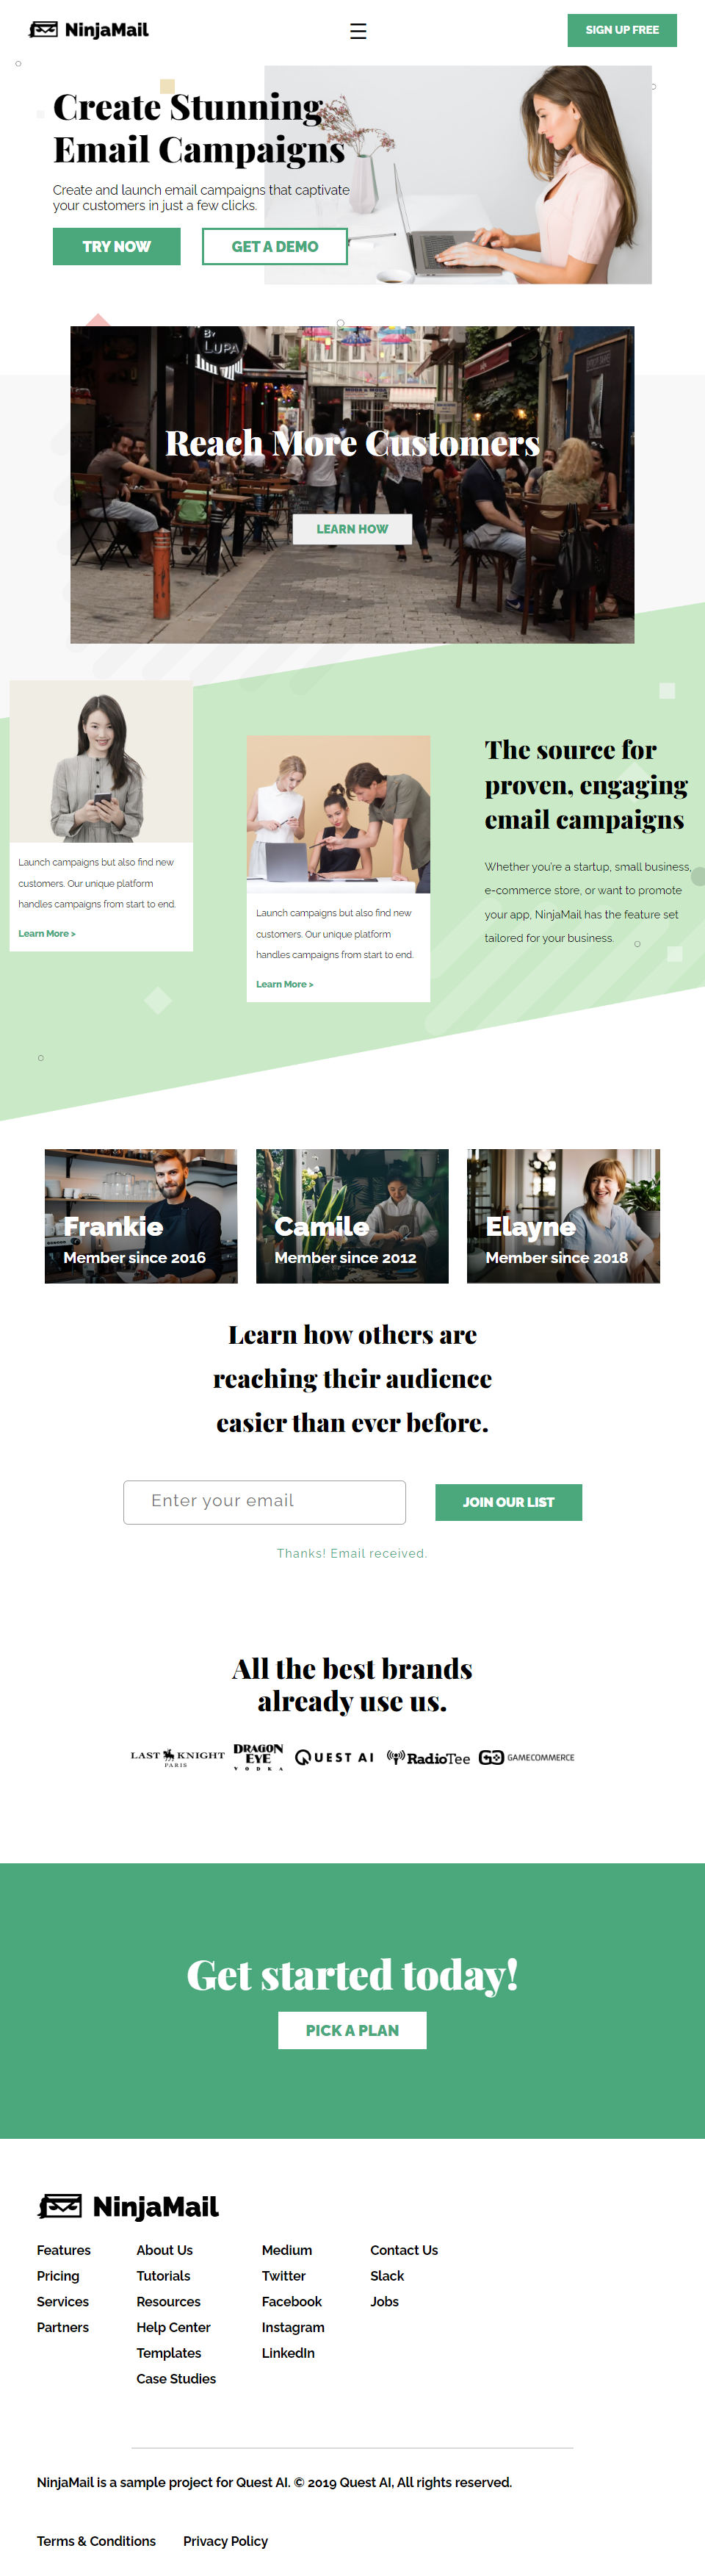 NinjaMail
☰
SIGN UP FREE
Create Stunning
Email Campaigns
Create and launch email campaigns that captivate
your customers in just a few clicks.
TRY NOW
GET A DEMO
BY
LUPA
Reach More Customers
LEARN HOW
Launch campaigns but also find new
customers. Our unique platform
handles campaigns from start to end.
Learn More >
Launch campaigns but also find new
customers. Our unique platform
handles campaigns from start to end.
Learn More >
The source for
proven, engaging
email campaigns
Whether you're a startup, small business,
e-commerce store, or want to promote
your app, NinjaMail has the feature set
tailored for your business.
Frankie
Member since 2016
Camile
Member since 2012
Elayne
Member since 2018
Learn how others are
reaching their audience
easier than ever before.
Enter your email
JOIN OUR LIST
Thanks! Email received.
All the best brands
already use us.
LAST KNIGHT
PARIS
DRAGON
EYE
VODKA
QUEST AI
RadioTee
GAMECOMMERCE
Get started today!
PICK A PLAN
NinjaMail
Features
Pricing
Services
Partners
About Us
Tutorials
Resources
Help Center
Templates
Case Studies
Medium
Twitter
Facebook
Instagram
LinkedIn
Contact Us
Slack
Jobs
NinjaMail is a sample project for Quest AI. © 2019 Quest AI, All rights reserved.
Terms & Conditions
Privacy Policy